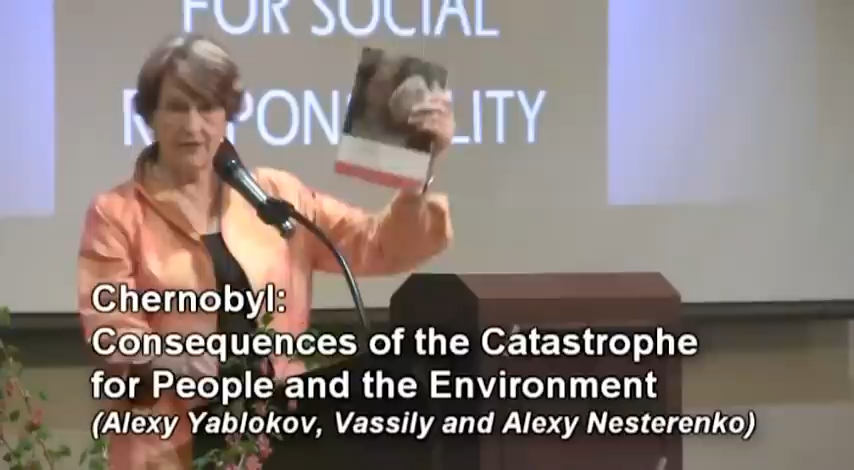 FOR SOCIAL
Chernobyl:
Consequences of the Catastrophe
for People and the Environment
(Alexy Yablokov, Vassily and Alexy Nesterenko)